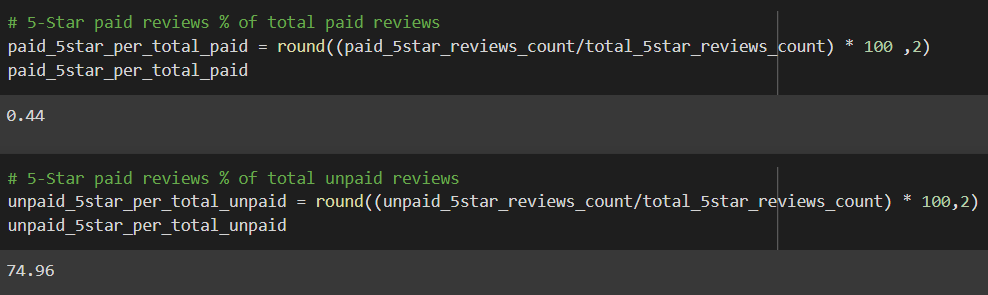 # 5-Star paid reviews % of total paid reviews
paid_5star_per_total_paid = round((paid_5star_reviews_count/total_5star_reviews_count) * 100 ,2)
paid_5star_per_total_paid
0.44
# 5-Star paid reviews % of total unpaid reviews
unpaid_5star_per_total_unpaid = round((unpaid_5star_reviews_count/total_5star_reviews_count) * 100,2)
unpaid_5star_per_total_unpaid
74.96